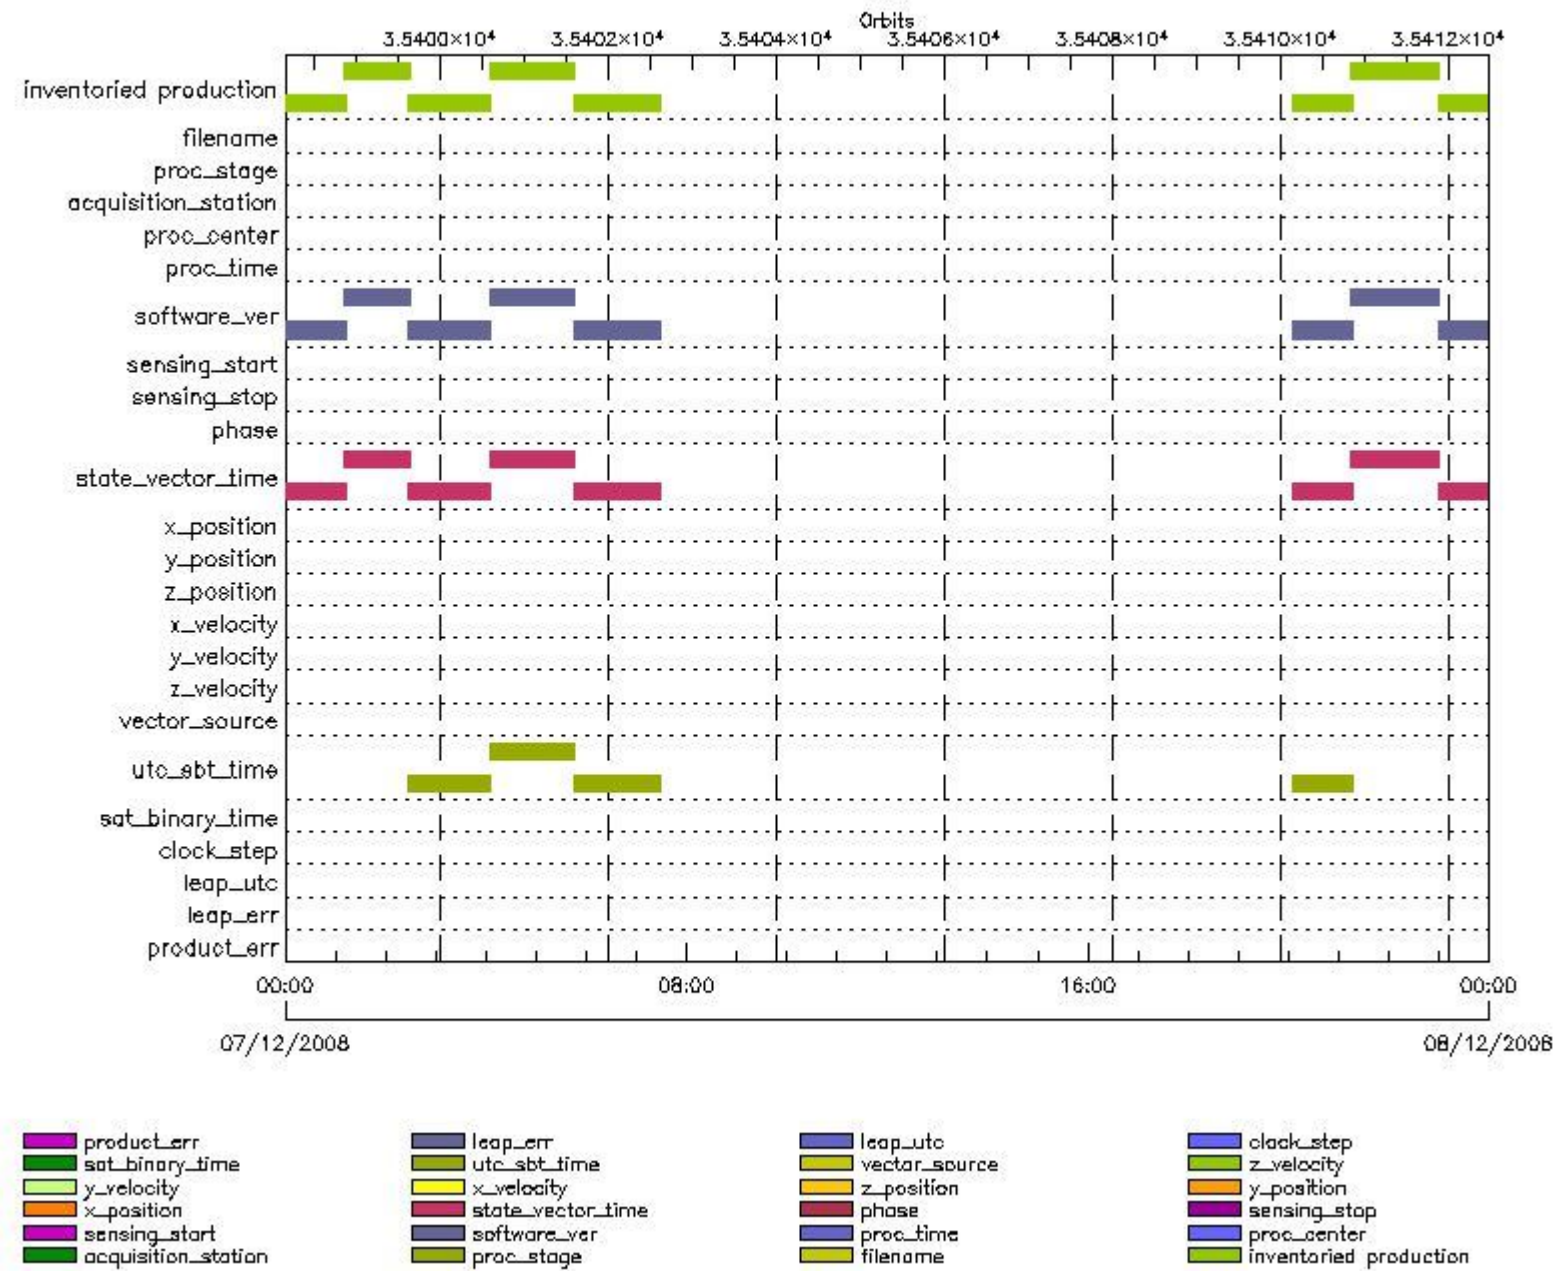 Orbits
3.5400×10⁴ 3.5402×10⁴ 3.5404×10⁴ 3.5406×10⁴ 3.5408×10⁴ 3.5410×10⁴ 3.5412×10⁴
inventoried production
filename
proc_stage
acquisition_station
proc_center
proc_time
software_ver
sensing_start
sensing_stop
phase
state_vector_time
x_position
y_position
z_position
x_velocity
y_velocity
z_velocity
vector_source
utc_sbt_time
sat_binary_time
clock_step
leap_utc
leap_err
product_err
00:00 08:00 16:00 00:00
07/12/2008 08/12/2008
product_err leap_err leap_utc clock_step
sat_binary_time utc_sbt_time vector_source z_velocity
y_velocity x_velocity z_position y_position
x_position state_vector_time phase sensing_stop
sensing_start software_ver proc_time proc_center
acquisition_station proc_stage filename inventoried production